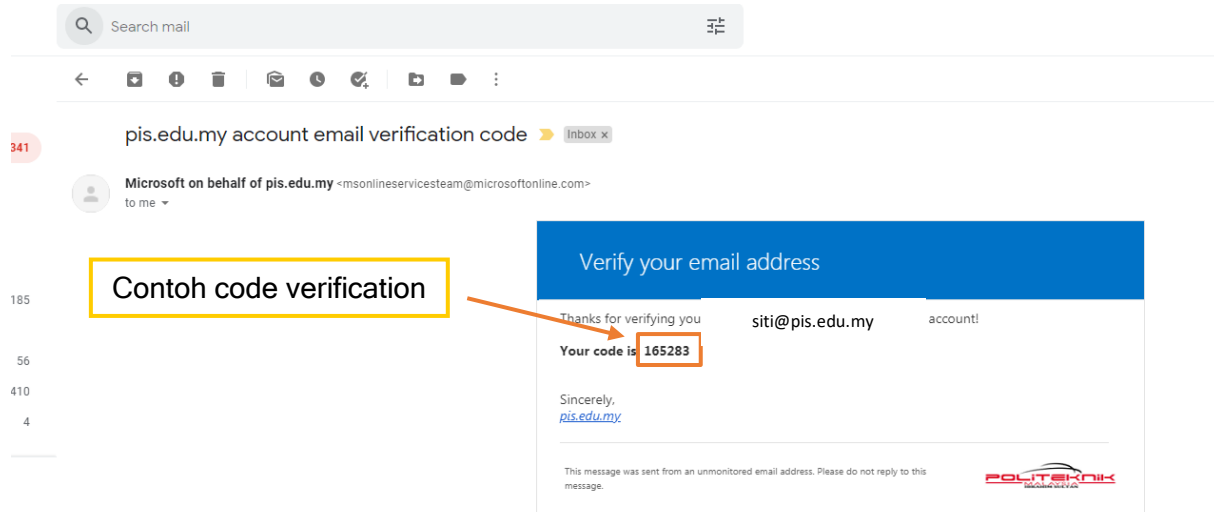 Search mail
pis.edu.my account email verification code Inbox x
341
Microsoft on behalf of pis.edu.my <msonlineservicesteam@microsoftonline.com>
to me
Verify your email address
Contoh code verification
185
Thanks for verifying you siti@pis.edu.my account!
Your code is 165283
56
410
Sincerely,
4
pis.edu.my
This message was sent from an unmonitored email address. Please do not reply to this
message.
POLITEKNIK
MALAYSIA